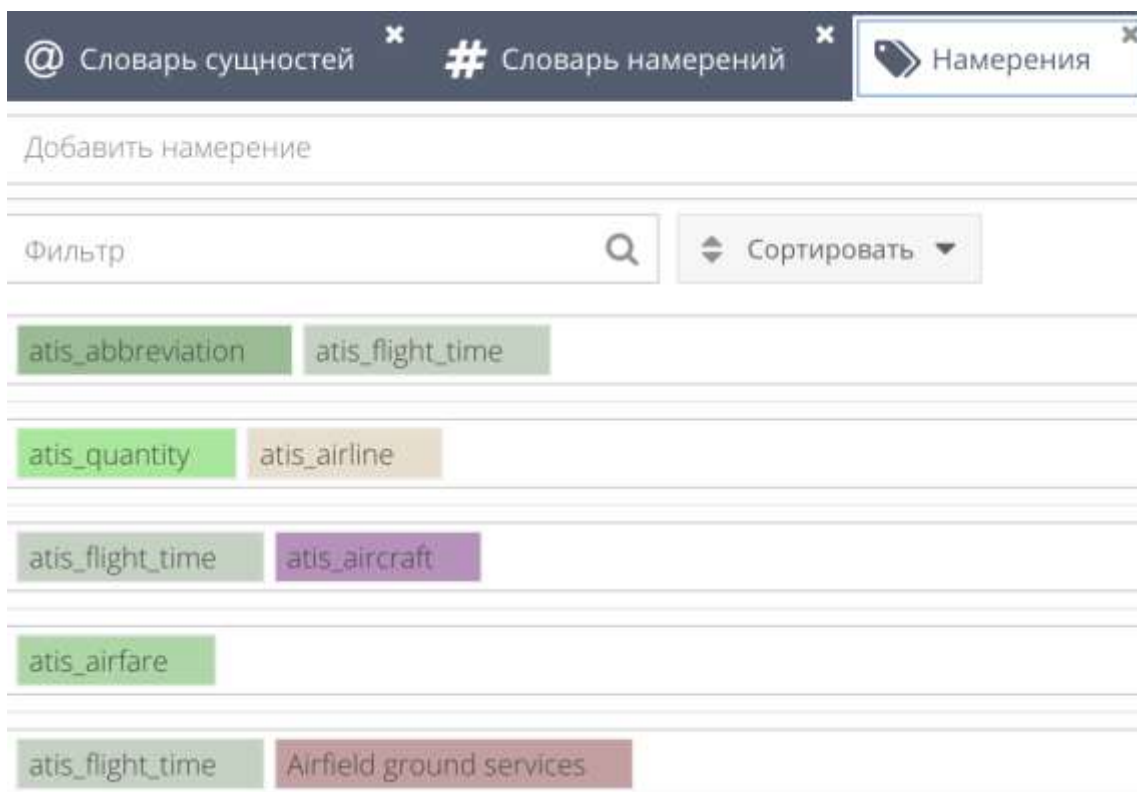 @ Словарь сущностей # Словарь намерений Намерения
Добавить намерение
Фильтр Сортировать
atis_abbreviation atis_flight_time
atis_quantity atis_airline
atis_flight_time atis_aircraft
atis_airfare
atis_flight_time Airfield ground services